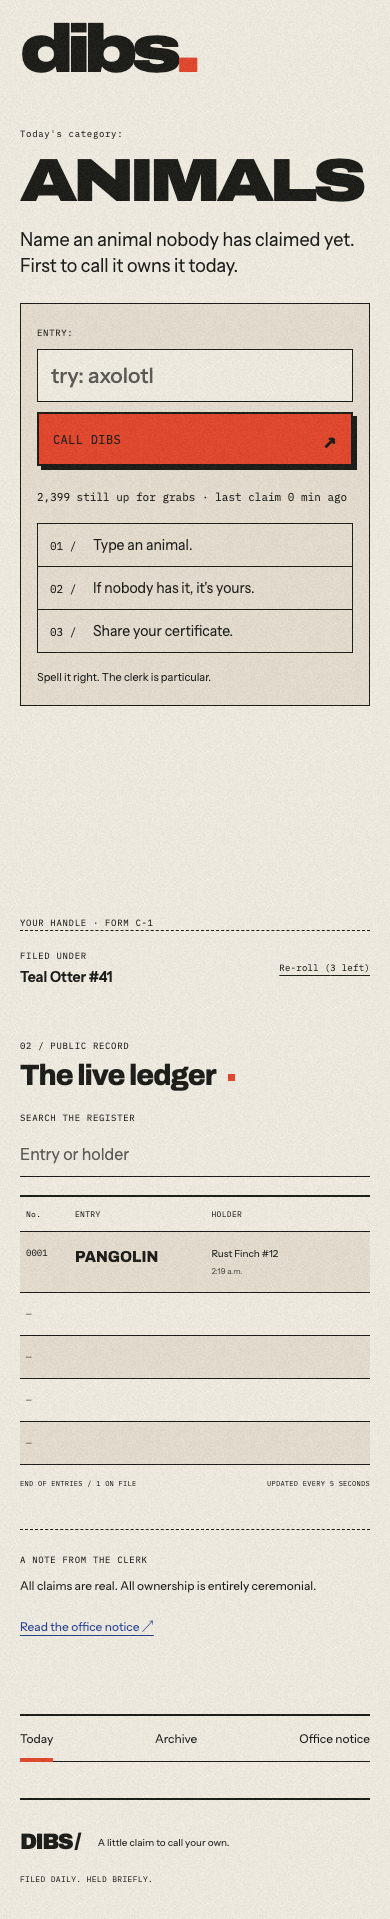 dibs.
Today's category:
ANIMALS
Name an animal nobody has claimed yet.
First to call it owns it today.
ENTRY:
try: axolotl
CALL DIBS ↗
2,399 still up for grabs · last claim 0 min ago
01 / Type an animal.
02 / If nobody has it, it's yours.
03 / Share your certificate.
Spell it right. The clerk is particular.
YOUR HANDLE · FORM C-1
FILED UNDER
Teal Otter #41
Re-roll (3 left)
02 / PUBLIC RECORD
The live ledger
SEARCH THE REGISTER
Entry or holder
No. ENTRY HOLDER
0001 PANGOLIN Rust Finch #12
2:19 a.m.
—
—
—
—
END OF ENTRIES / 1 ON FILE UPDATED EVERY 5 SECONDS
A NOTE FROM THE CLERK
All claims are real. All ownership is entirely ceremonial.
Read the office notice ↗
Today Archive Office notice
DIBS/ A little claim to call your own.
FILED DAILY. HELD BRIEFLY.